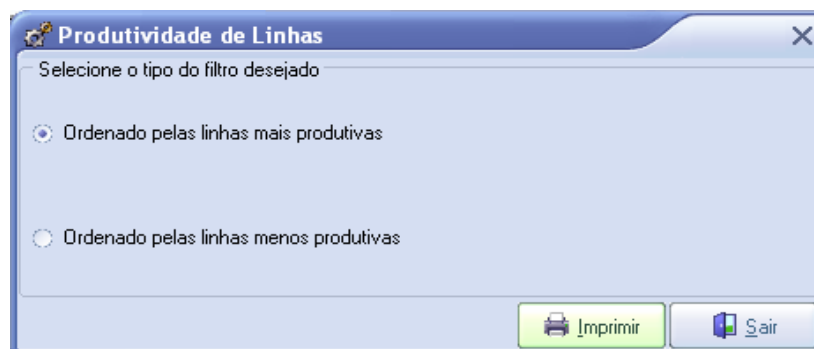 Produtividade de Linhas
Selecione o tipo do filtro desejado
Ordenado pelas linhas mais produtivas
Ordenado pelas linhas menos produtivas
Imprimir Sair